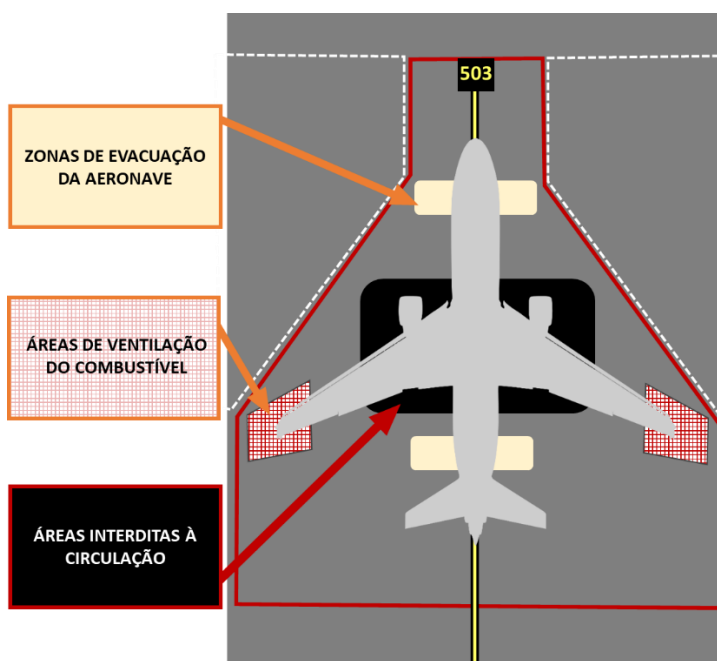 503
ZONAS DE EVACUAÇÃO
DA AERONAVE
ÁREAS DE VENTILAÇÃO
DO COMBUSTÍVEL
ÁREAS INTERDITAS À
CIRCULAÇÃO